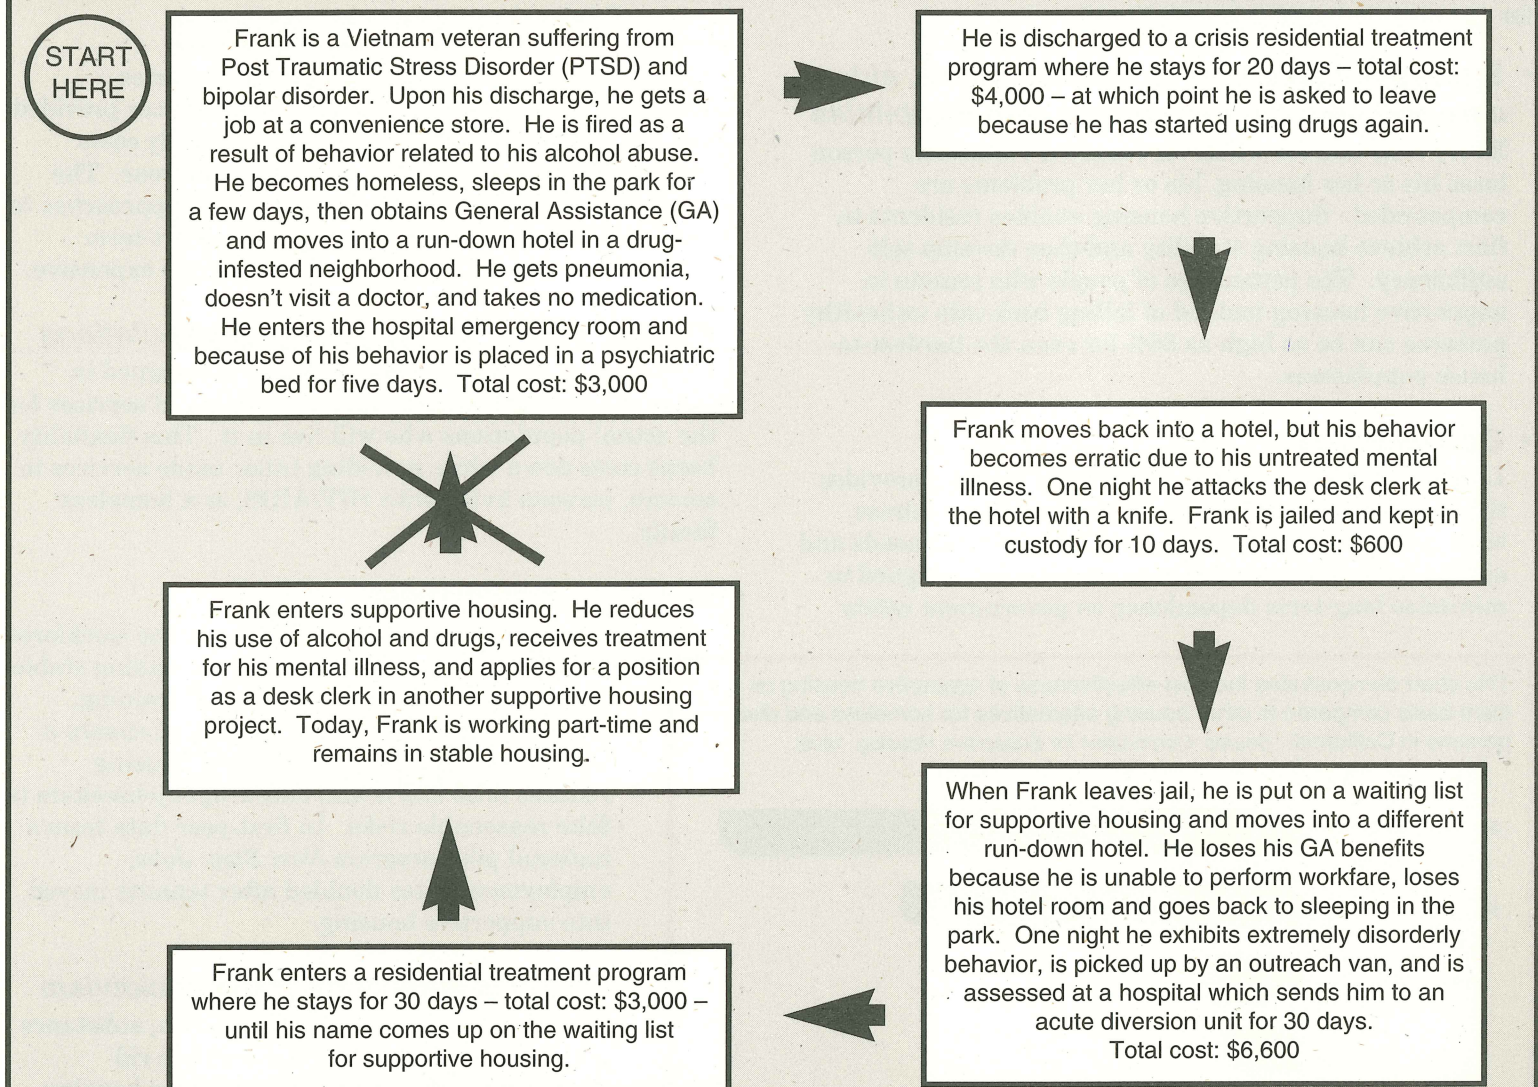 START
HERE
Frank is a Vietnam veteran suffering from
Post Traumatic Stress Disorder (PTSD) and
bipolar disorder. Upon his discharge, he gets a
job at a convenience store. He is fired as a
result of behavior related to his alcohol abuse.
He becomes homeless, sleeps in the park for
a few days, then obtains General Assistance (GA)
and moves into a run-down hotel in a drug-
infested neighborhood. He gets pneumonia,
doesn't visit a doctor, and takes no medication.
He enters the hospital emergency room and
because of his behavior is placed in a psychiatric
bed for five days. Total cost: $3,000
He is discharged to a crisis residential treatment
program where he stays for 20 days – total cost:
$4,000 – at which point he is asked to leave
because he has started using drugs again.
Frank moves back into a hotel, but his behavior
becomes erratic due to his untreated mental
illness. One night he attacks the desk clerk at
the hotel with a knife. Frank is jailed and kept in
custody for 10 days. Total cost: $600
When Frank leaves jail, he is put on a waiting list
for supportive housing and moves into a different
run-down hotel. He loses his GA benefits
because he is unable to perform workfare, loses
his hotel room and goes back to sleeping in the
park. One night he exhibits extremely disorderly
behavior, is picked up by an outreach van, and is
assessed at a hospital which sends him to an
acute diversion unit for 30 days.
Total cost: $6,600
Frank enters a residential treatment program
where he stays for 30 days – total cost: $3,000 –
until his name comes up on the waiting list
for supportive housing.
Frank enters supportive housing. He reduces
his use of alcohol and drugs, receives treatment
for his mental illness, and applies for a position
as a desk clerk in another supportive housing
project. Today, Frank is working part-time and
remains in stable housing.